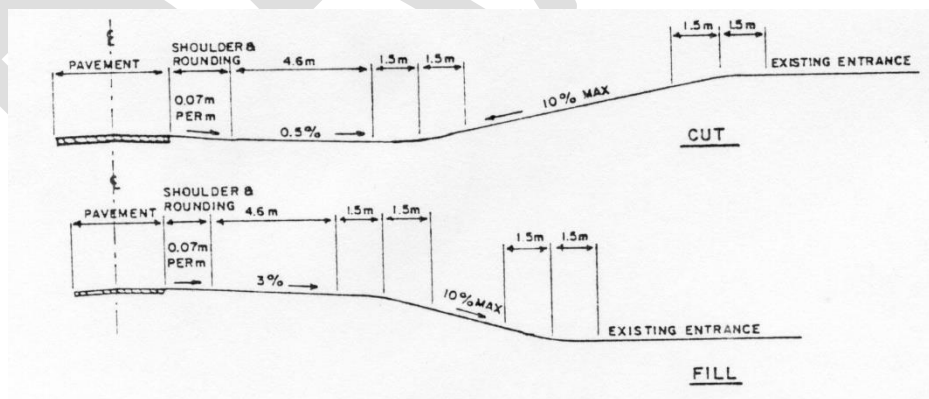 ℄
SHOULDER &
ROUNDING
PAVEMENT
4.6m
1.5m
1.5m
1.5m
1.5m
EXISTING ENTRANCE
0.07m
PER m
0.5%
10% MAX
CUT
℄
SHOULDER &
ROUNDING
PAVEMENT
4.6m
1.5m
1.5m
1.5m
1.5m
0.07m
PER m
3%
10% MAX
EXISTING ENTRANCE
FILL